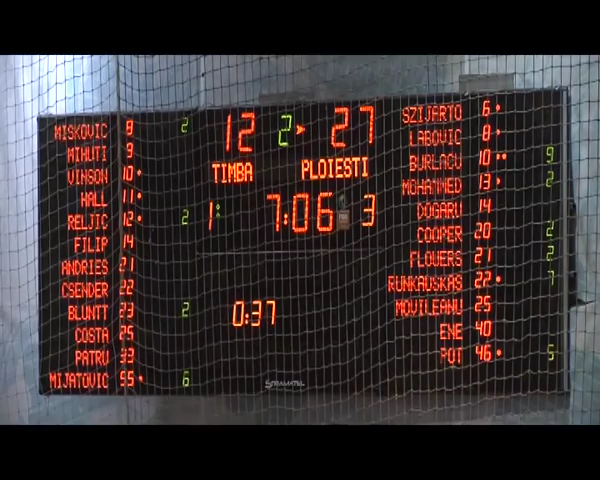 12 2 27
TIMBA PLOIESTI
1: 7:06 3
0:37
MISKOVIC 8 2
MIHUTI 9
VINSON 10
HALL 11
RELJIC 12 2
FILIP 14
ANDRIES 21
CSENDER 22
BLUNTT 23 2
COSTA 25
PATRU 33
MIJATOVIC 55 6
SZIJARTO 6
LABOVIC 8
BURLACU 10 9
MOHAMMED 13 2
DOGARU 14
COOPER 20 2
FLOWERS 21 2
RUNKAUSKAS 22 7
MOVILEANU 25
ENE 40
POT 46 5